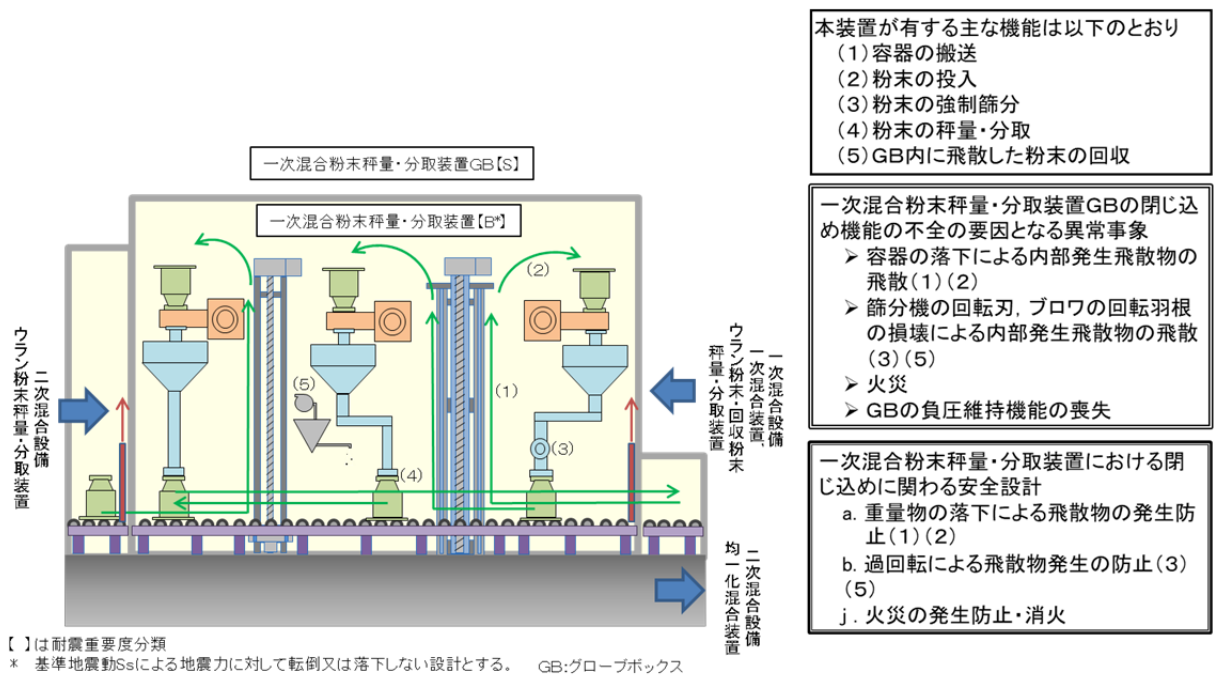 一次混合粉末秤量・分取装置GB【S】
一次混合粉末秤量・分取装置【B*】
(2)
(5)
(1)
(3)
(4)
二次混合設備
ウラン粉末秤量・分取装置
一次混合設備
一次混合装置、
ウラン粉末・回収粉末
秤量・分取装置
二次混合設備
均一化混合装置
【 】は耐震重要度分類
* 基準地震動Ssによる地震力に対して転倒又は落下しない設計とする。 GB:グローブボックス
本装置が有する主な機能は以下のとおり
(1)容器の搬送
(2)粉末の投入
(3)粉末の強制篩分
(4)粉末の秤量・分取
(5)GB内に飛散した粉末の回収
一次混合粉末秤量・分取装置GBの閉じ込
め機能の不全の要因となる異常事象
➢ 容器の落下による内部発生飛散物の
飛散(1)(2)
➢ 篩分機の回転刃,ブロワの回転羽根
の損壊による内部発生飛散物の飛散
(3)(5)
➢ 火災
➢ GBの負圧維持機能の喪失
一次混合粉末秤量・分取装置における閉
じ込めに関わる安全設計
a. 重量物の落下による飛散物の発生防
止(1)(2)
b. 過回転による飛散物発生の防止(3)
(5)
j. 火災の発生防止・消火